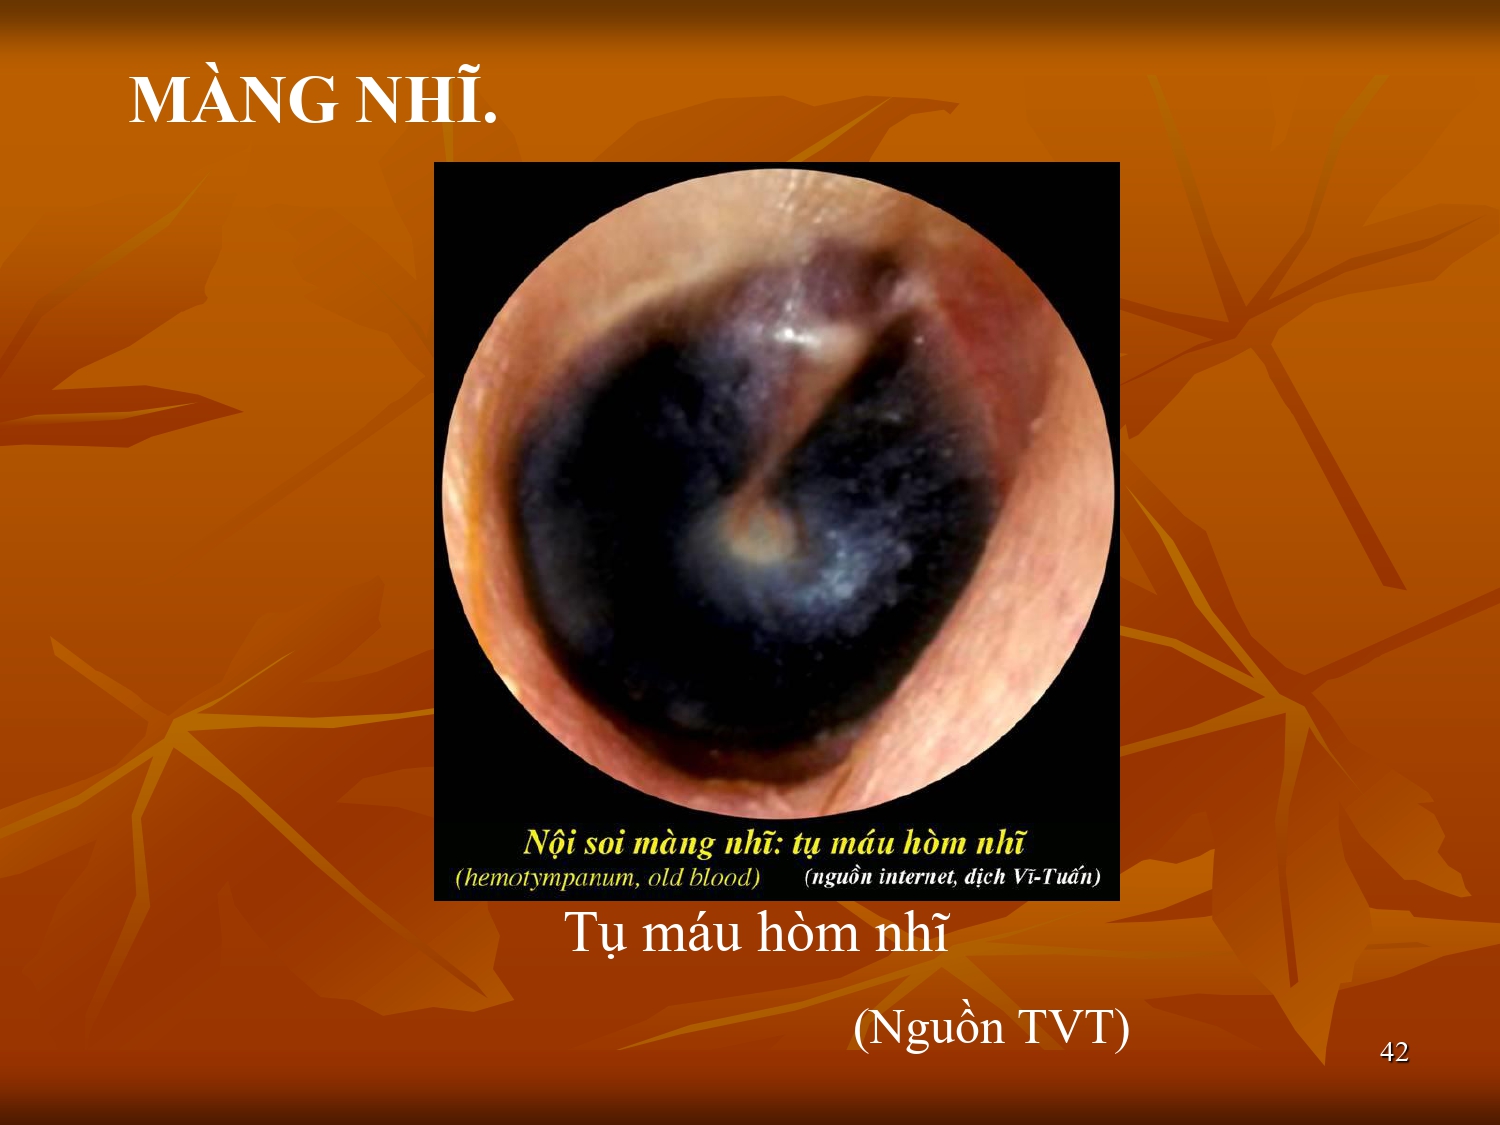 MÀNG NHĨ.
Nội soi màng nhĩ: tụ máu hòm nhĩ
(hemotympanum, old blood) (nguồn internet, dịch Vĩ-Tuấn)
Tụ máu hòm nhĩ
(Nguồn TVT)
42